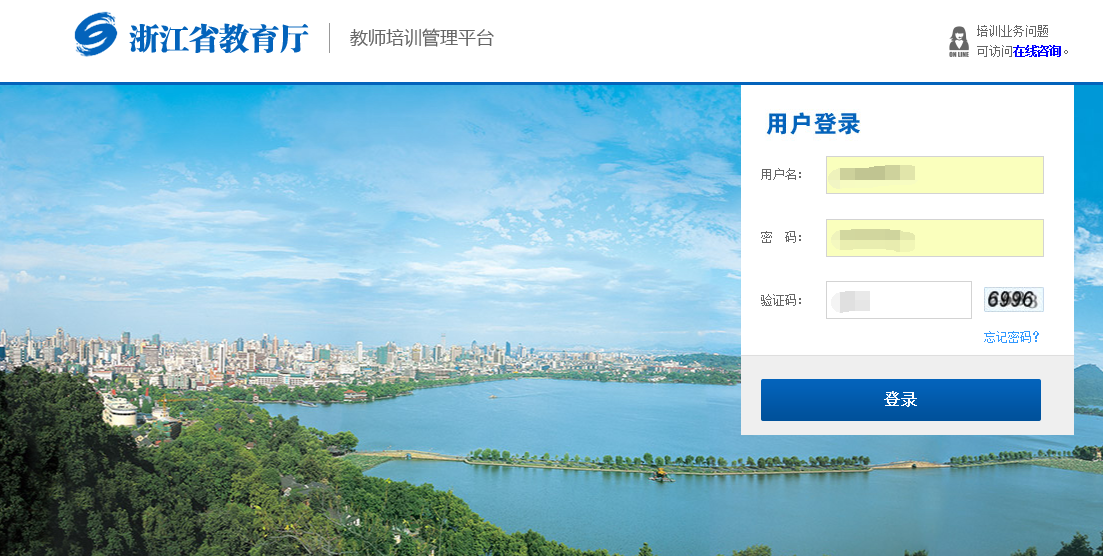 浙江省教育厅
教师培训管理平台
培训业务问题
可访问在线咨询。
ON LINE
用户登录
用户名：
密 码：
验证码：
6996
忘记密码？
登录